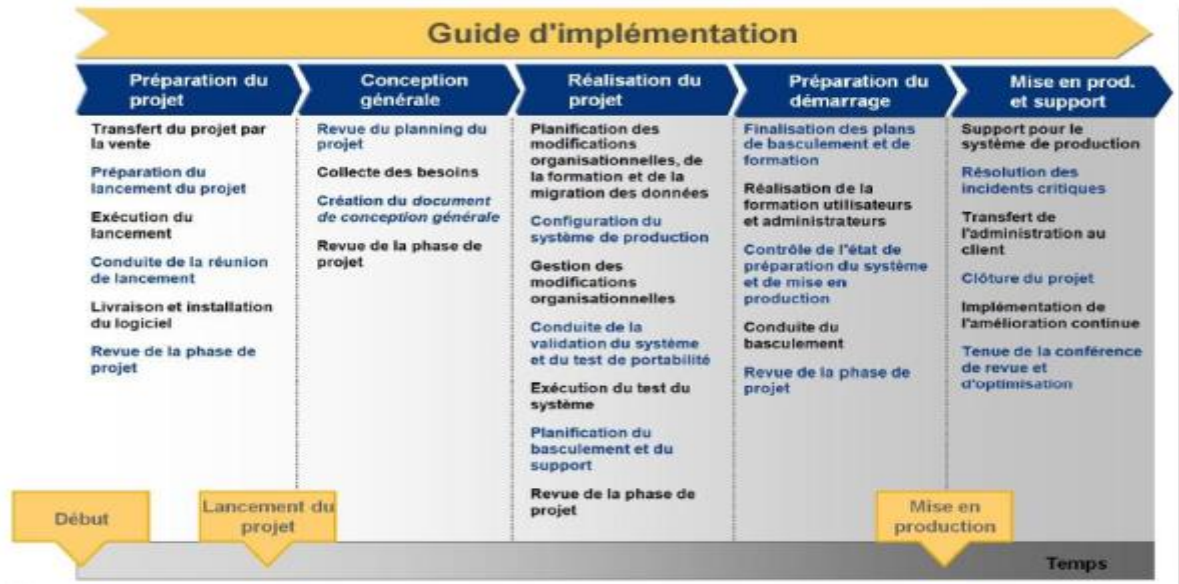 Guide d'implémentation
Préparation du
projet
Transfert du projet par
la vente
Préparation du
lancement du projet
Exécution du
lancement
Conduite de la réunion
de lancement
Livraison et installation
du logiciel
Revue de la phase de
projet
Conception
générale
Revue du planning du
projet
Collecte des besoins
Création du document
de conception générale
Revue de la phase de
projet
Réalisation du
projet
Planification des
modifications
organisationnelles, de
la formation et de la
migration des données
Configuration du
système de production
Gestion des
modifications
organisationnelles
Conduite de la
validation du système
et du test de portabilité
Exécution du test du
système
Planification du
basculement et du
support
Revue de la phase de
projet
Préparation du
démarrage
Finalisation des plans
de basculement et de
formation
Réalisation de la
formation utilisateurs
et administrateurs
Contrôle de l'état de
préparation du système
et de mise en
production
Conduite du
basculement
Revue de la phase de
projet
Mise en prod.
et support
Support pour le
système de production
Résolution des
incidents critiques
Transfert de
l'administration au
client
Clôture du projet
Implémentation de
l'amélioration continue
Tenue de la conférence
de revue et
d'optimisation
Début
Lancement du
projet
Mise en
production
Temps